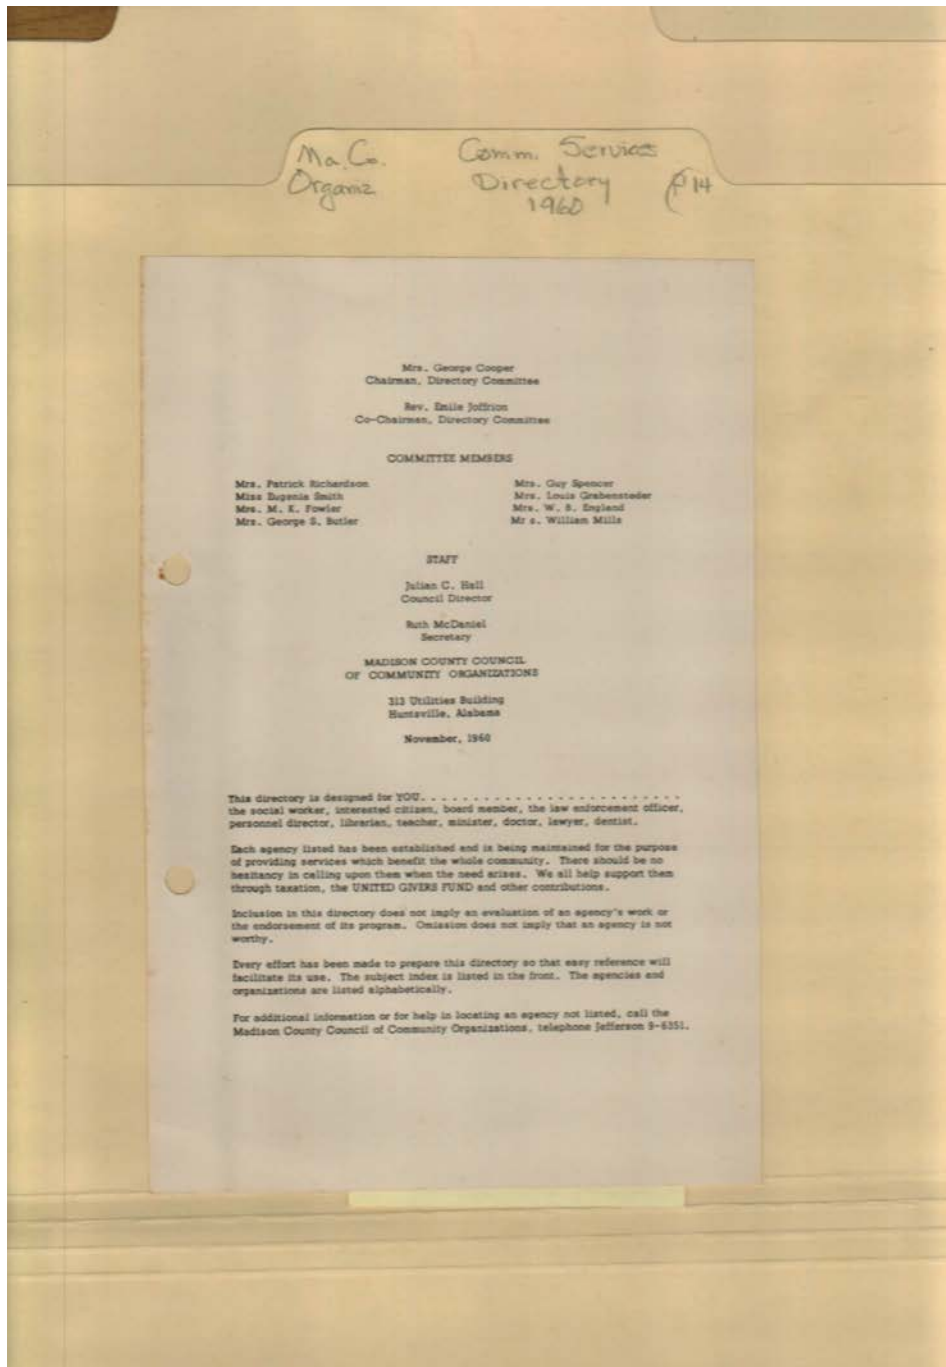 Ma. Co. Comm. Services
Organiz Directory p14
1960
Mrs. George Cooper
Chairman, Directory Committee
Rev. Emile Joffrion
Co-Chairman, Directory Committee
COMMITTEE MEMBERS
Mrs. Patrick Richardson Mrs. Guy Spencer
Miss Eugenia Smith Mrs. Louis Grabensteder
Mrs. M. K. Fowler Mrs. W. B. England
Mrs. George S. Butler Mr s. William Mills
STAFF
Julian C. Hall
Council Director
Ruth McDaniel
Secretary
MADISON COUNTY COUNCIL
OF COMMUNITY ORGANIZATIONS
313 Utilities Building
Huntsville, Alabama
November, 1960
This directory is designed for YOU. . . . . . . . . . . . . . . . . . . . . . . . . .
the social worker, interested citizen, board member, the law enforcement officer,
personnel director, librarian, teacher, minister, doctor, lawyer, dentist.
Each agency listed has been established and is being maintained for the purpose
of providing services which benefit the whole community. There should be no
hesitancy in calling upon them when the need arises. We all help support them
through taxation, the UNITED GIVERS FUND and other contributions.
Inclusion in this directory does not imply an evaluation of an agency's work or
the endorsement of its program. Omission does not imply that an agency is not
worthy.
Every effort has been made to prepare this directory so that easy reference will
facilitate its use. The subject index is listed in the front. The agencies and
organizations are listed alphabetically.
For additional information or for help in locating an agency not listed, call the
Madison County Council of Community Organizations, telephone Jefferson 9-6351.